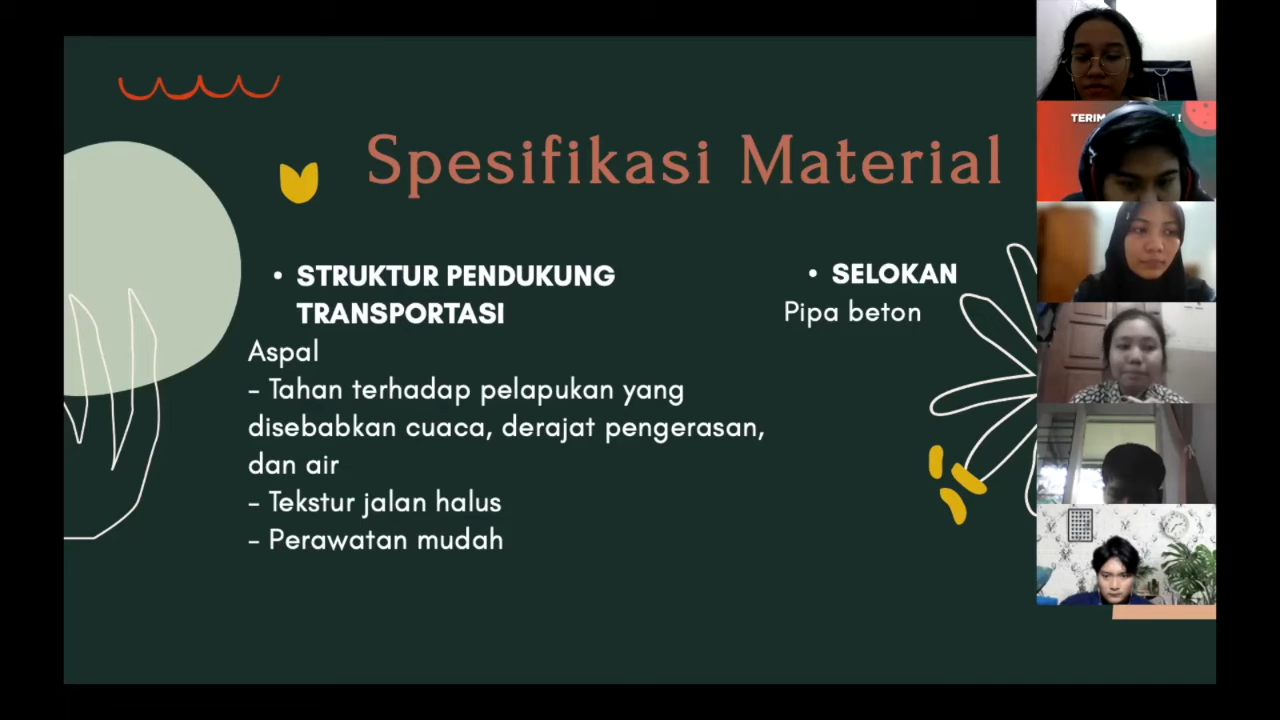 Spesifikasi Material
• STRUKTUR PENDUKUNG
TRANSPORTASI
Aspal
- Tahan terhadap pelapukan yang
disebabkan cuaca, derajat pengerasan,
dan air
- Tekstur jalan halus
- Perawatan mudah
• SELOKAN
Pipa beton